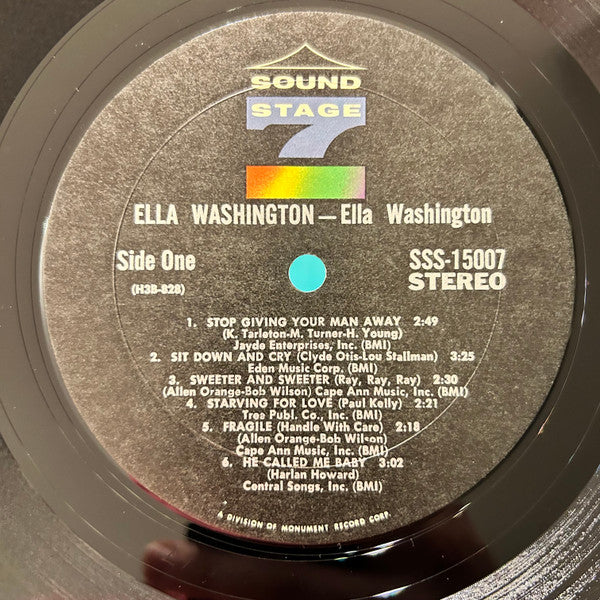 SOUND
STAGE
7
ELLA WASHINGTON — Ella Washington
Side One
SSS-15007
(H3B-828)
STEREO
1. STOP GIVING YOUR MAN AWAY 2:49
(K. Tarleton-M. Turner-H. Young)
Jayde Enterprises, Inc. (BMI)
2. SIT DOWN AND CRY (Clyde Otis-Lou Stallman) 3:25
Eden Music Corp. (BMI)
3. SWEETER AND SWEETER (Ray, Ray, Ray) 2:30
(Allen Orange-Bob Wilson) Cape Ann Music, Inc. (BMI)
4. STARVING FOR LOVE (Paul Kelly) 2:21
Tree Publ. Co., Inc. (BMI)
5. FRAGILE (Handle With Care) 2:18
(Allen Orange-Bob Wilson)
Cape Ann Music, Inc. (BMI)
6. HE CALLED ME BABY 3:02
(Harlan Howard)
Central Songs, Inc. (BMI)
A DIVISION OF MONUMENT RECORD CORP.